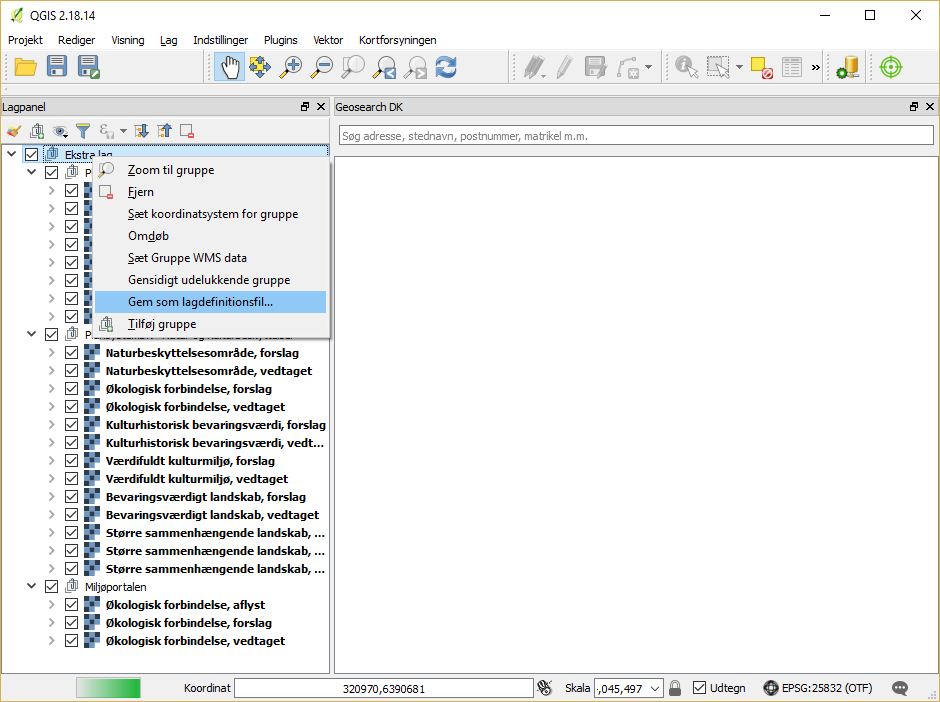 QGIS 2.18.14
Projekt Rediger Visning Lag Indstillinger Plugins Vektor Kortforsyningen
Lagpanel
Geosearch DK
Søg adresse, stednavn, postnummer, matrikel m.m.
Ekstra lag
Zoom til gruppe
Fjern
Sæt koordinatsystem for gruppe
Omdøb
Sæt Gruppe WMS data
Gensidigt udelukkende gruppe
Gem som lagdefinitionsfil...
Tilføj gruppe
Naturbeskyttelsesområde, forslag
Naturbeskyttelsesområde, vedtaget
Økologisk forbindelse, forslag
Økologisk forbindelse, vedtaget
Kulturhistorisk bevaringsværdi, forslag
Kulturhistorisk bevaringsværdi, vedt...
Værdifuldt kulturmiljø, forslag
Værdifuldt kulturmiljø, vedtaget
Bevaringsværdigt landskab, forslag
Bevaringsværdigt landskab, vedtaget
Større sammenhængende landskab, ...
Større sammenhængende landskab, ...
Større sammenhængende landskab, ...
Miljøportalen
Økologisk forbindelse, aflyst
Økologisk forbindelse, forslag
Økologisk forbindelse, vedtaget
Koordinat 320970,6390681 Skala :,045,497 Udtegn EPSG:25832 (OTF)